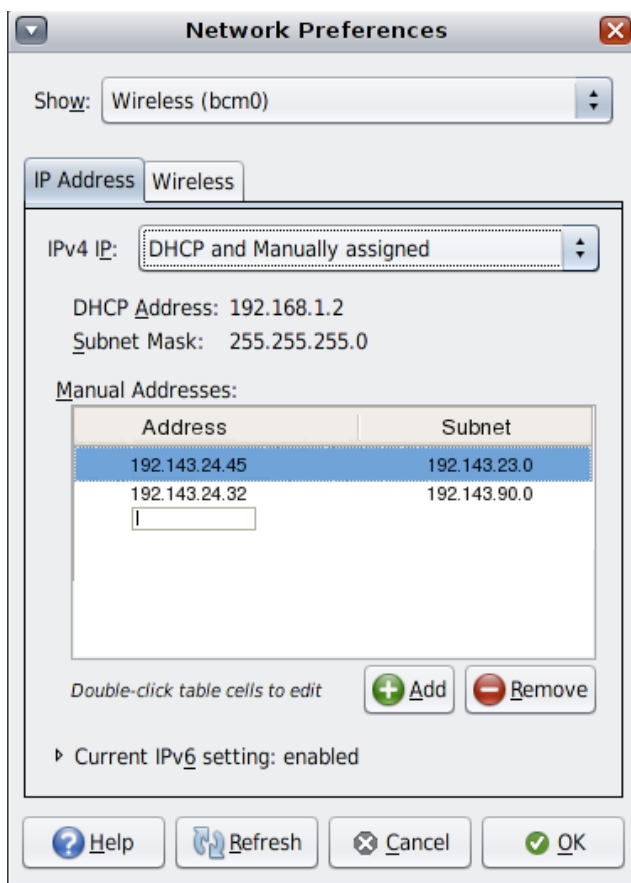 Network Preferences
Show: Wireless (bcm0)
IP Address Wireless
IPv4 IP: DHCP and Manually assigned
DHCP Address: 192.168.1.2
Subnet Mask: 255.255.255.0
Manual Addresses:
Address Subnet
192.143.24.45 192.143.23.0
192.143.24.32 192.143.90.0
Double-click table cells to edit Add Remove
Current IPv6 setting: enabled
Help Refresh Cancel OK